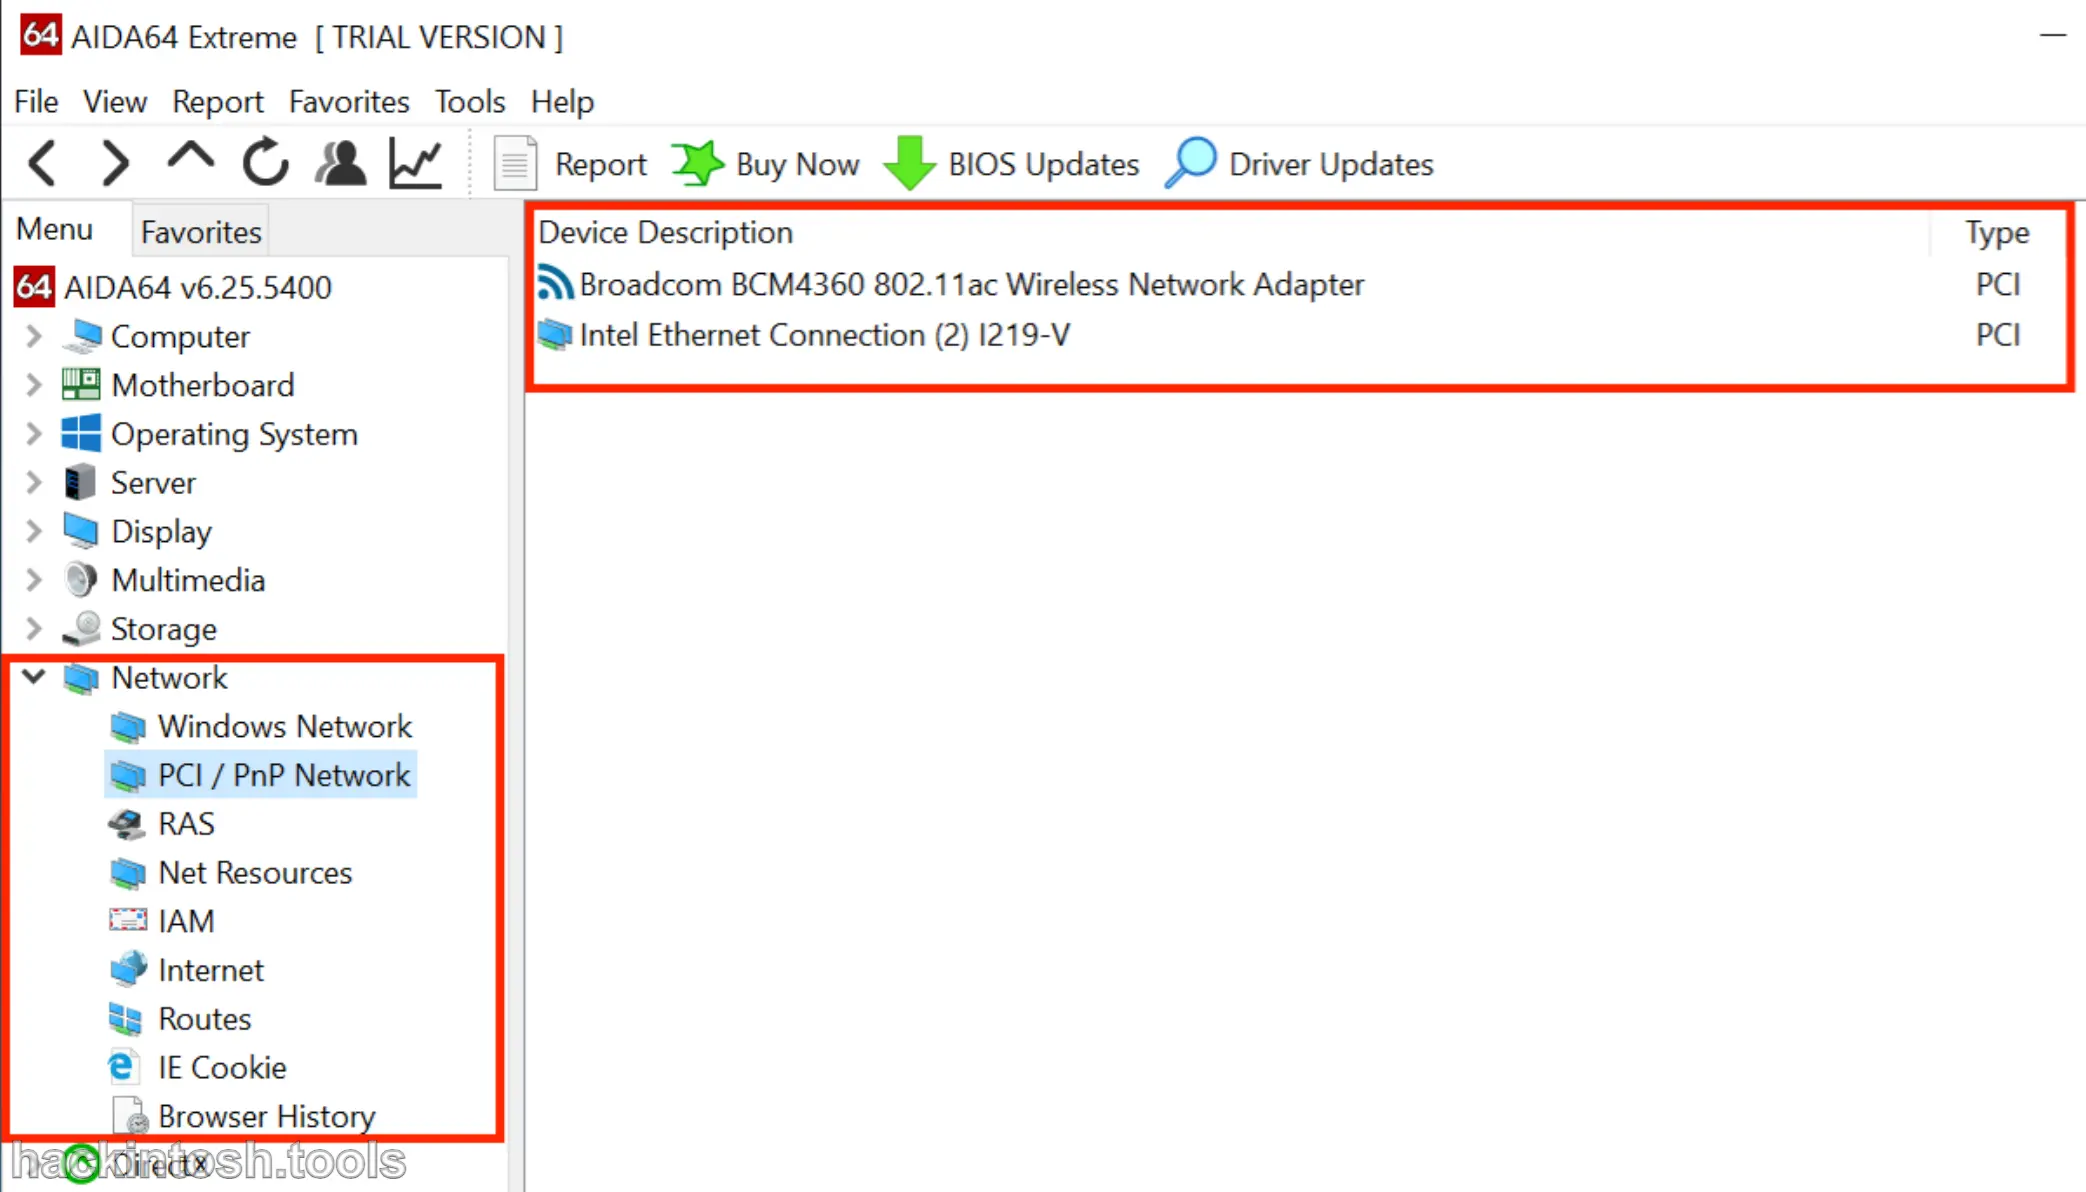 64 AIDA64 Extreme [ TRIAL VERSION ]
File View Report Favorites Tools Help
Report Buy Now BIOS Updates Driver Updates
Menu Favorites
64 AIDA64 v6.25.5400
Computer
Motherboard
Operating System
Server
Display
Multimedia
Storage
Network
Windows Network
PCI / PnP Network
RAS
Net Resources
IAM
Internet
Routes
IE Cookie
Browser History
DirectX
hackintosh.tools
Device Description Type
Broadcom BCM4360 802.11ac Wireless Network Adapter PCI
Intel Ethernet Connection (2) I219-V PCI